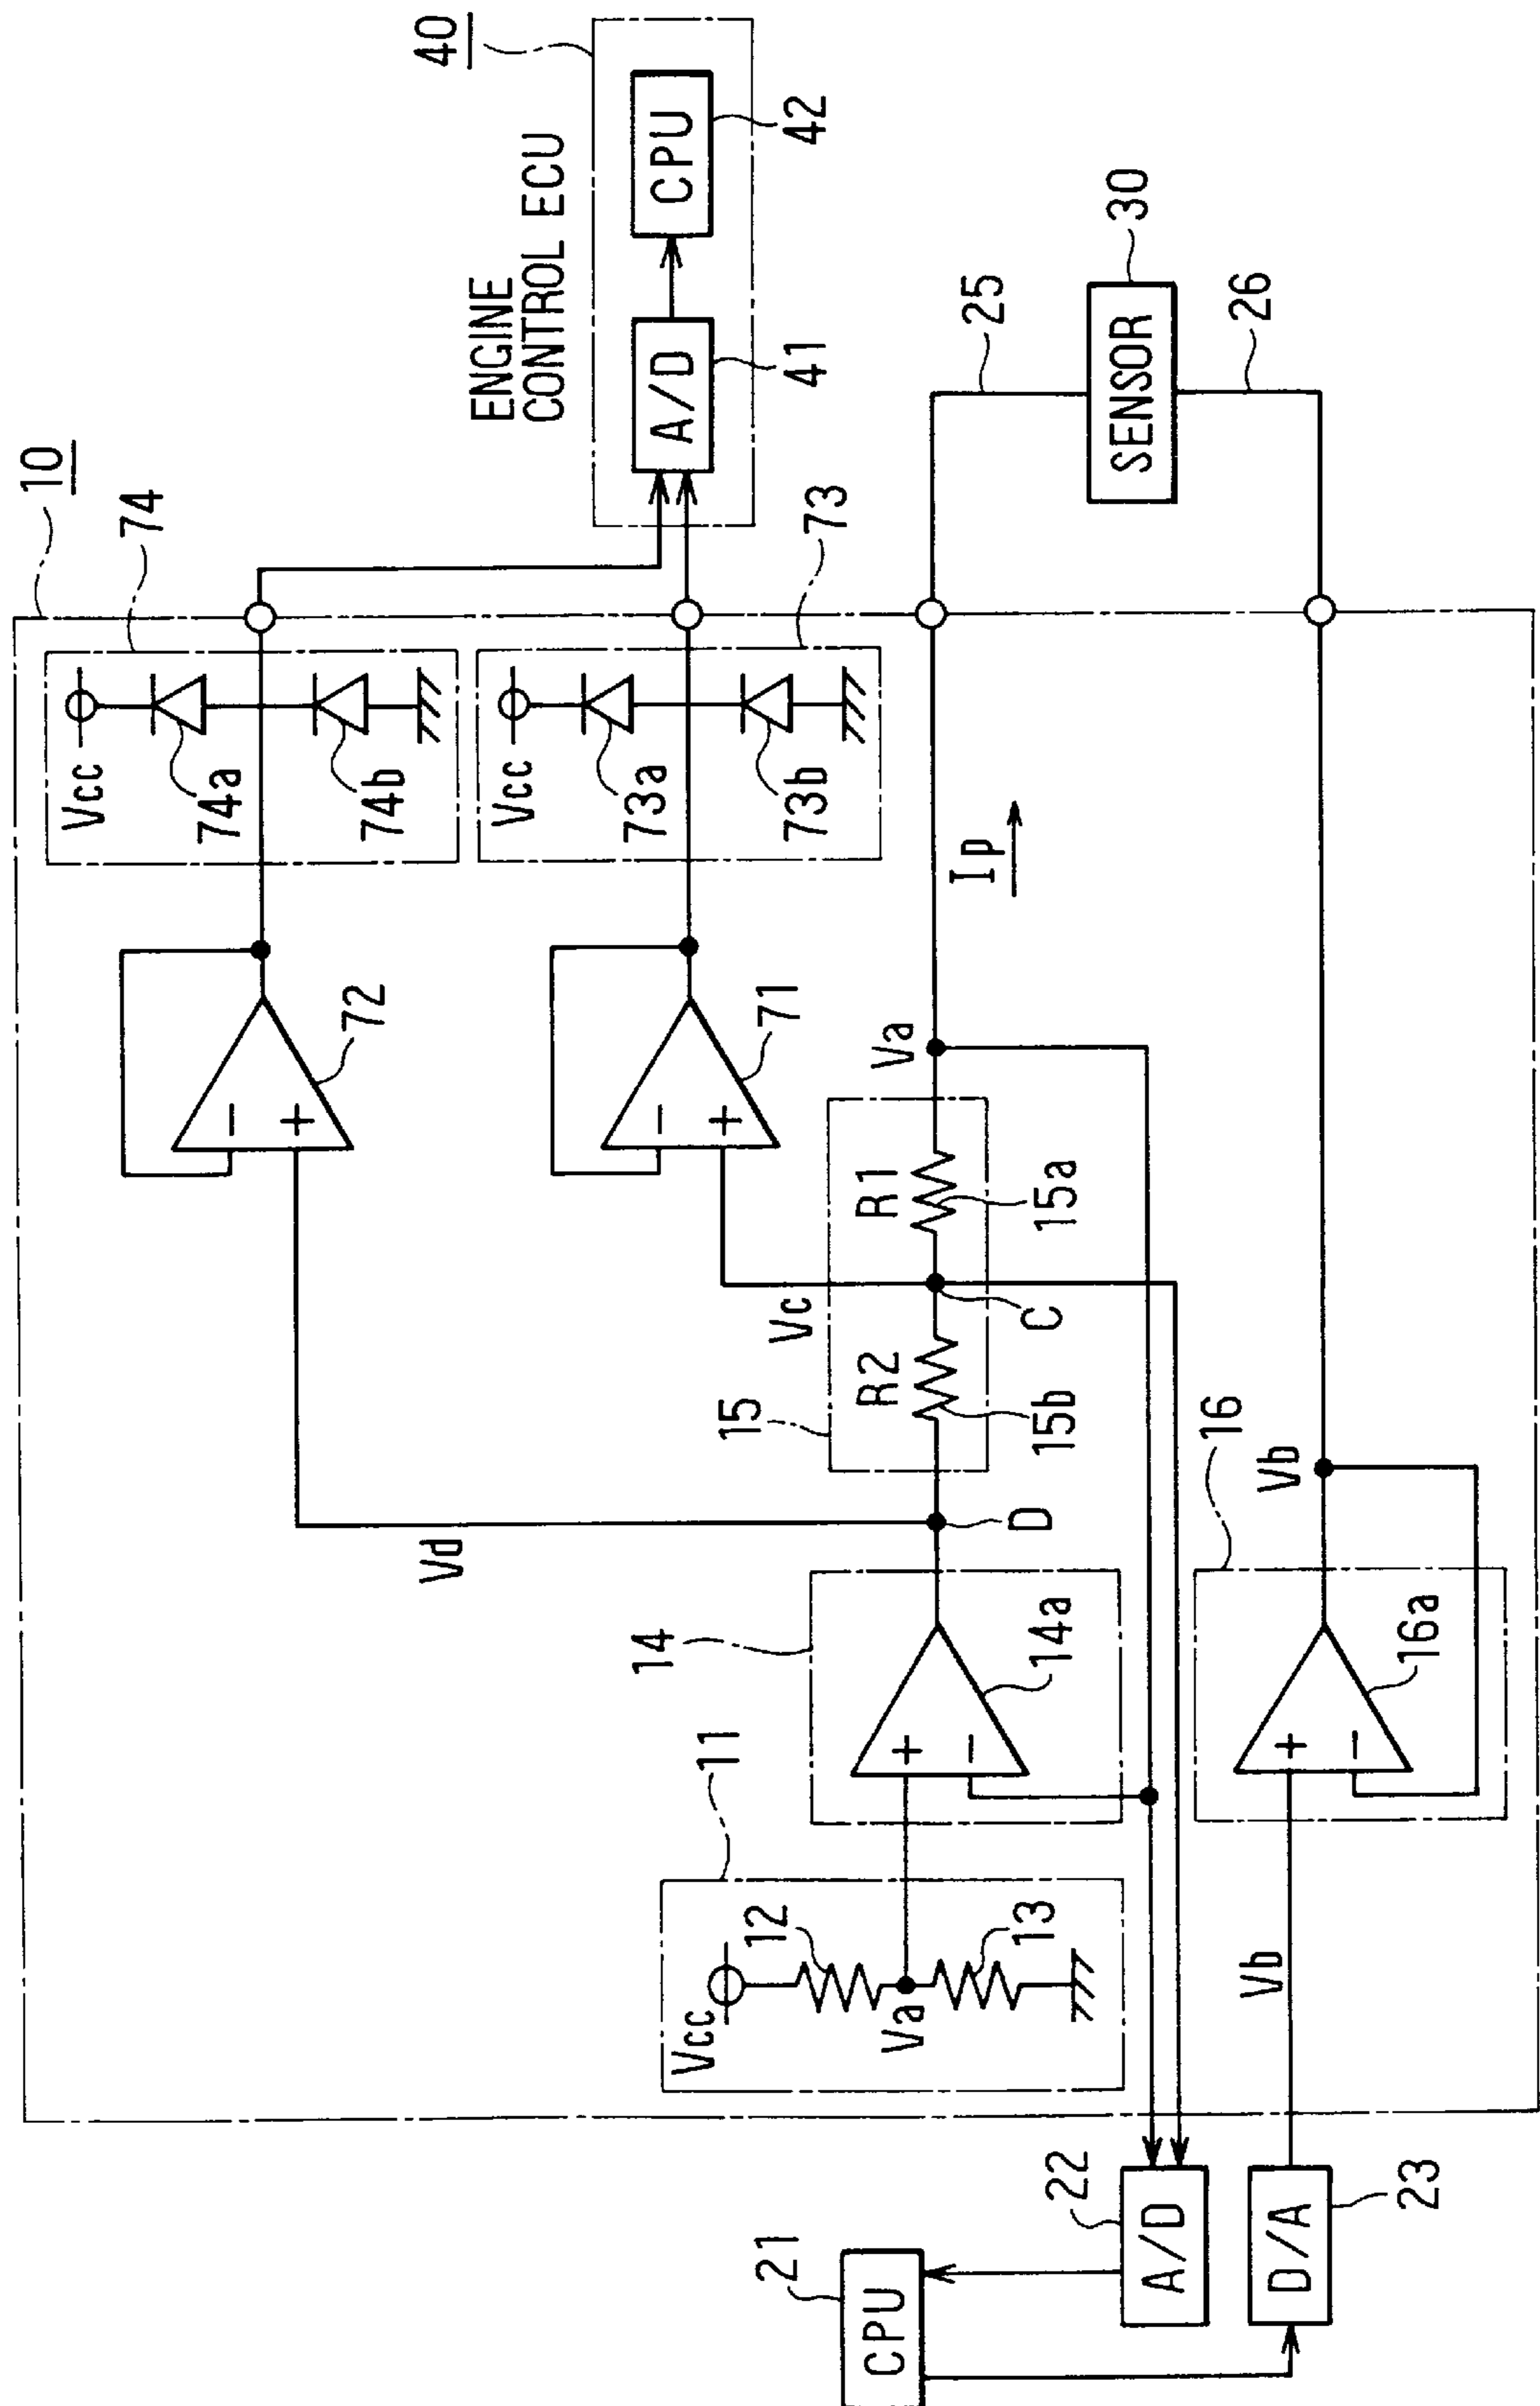 10
74
Vcc
74a
74b
72
40
ENGINE
CONTROL ECU
A/D
41
CPU
42
Vcc
73a
73b
73
71
Vd
15
Vc
R2
R1
Va
Ip
25
15b
C
15a
D
SENSOR
30
26
14
14a
11
Vcc
12
Va
13
16
Vb
16a
Vb
21
CPU
22
A/D
D/A
23